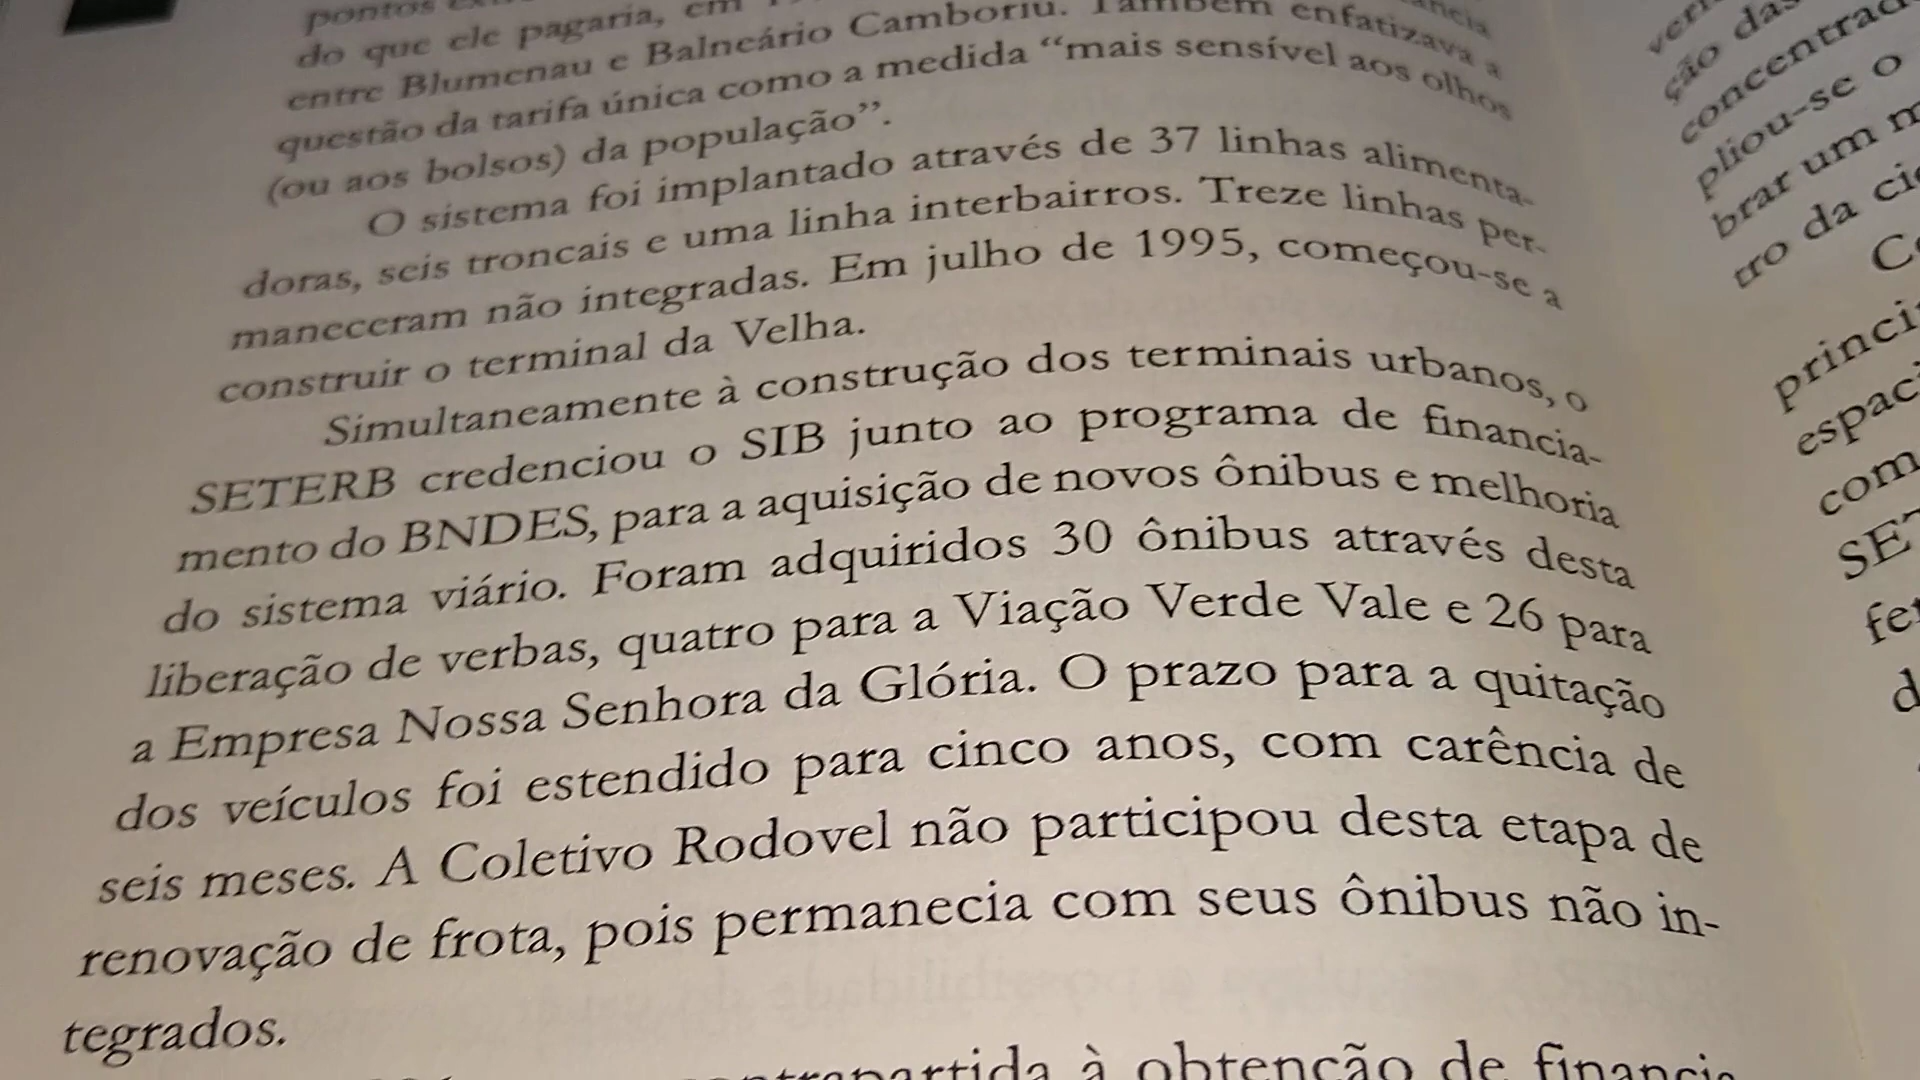 pontos
do que ele pagaria, em
entre Blumenau e Balneário Camboriú. Também enfatizava a
questão da tarifa única como a medida “mais sensível aos olhos
(ou aos bolsos) da população”.
O sistema foi implantado através de 37 linhas alimenta-
doras, seis troncais e uma linha interbairros. Treze linhas per-
maneceram não integradas. Em julho de 1995, começou-se a
construir o terminal da Velha.
Simultaneamente à construção dos terminais urbanos, o
SETERB credenciou o SIB junto ao programa de financia-
mento do BNDES, para a aquisição de novos ônibus e melhoria
do sistema viário. Foram adquiridos 30 ônibus através desta
liberação de verbas, quatro para a Viação Verde Vale e 26 para
a Empresa Nossa Senhora da Glória. O prazo para a quitação
dos veículos foi estendido para cinco anos, com carência de
seis meses. A Coletivo Rodovel não participou desta etapa de
renovação de frota, pois permanecia com seus ônibus não in-
tegrados.
à obtenção de
ção das
concentrad
pliou-se o
brar um m
tro da ci
C
princi
espac
com
SET
fe
d